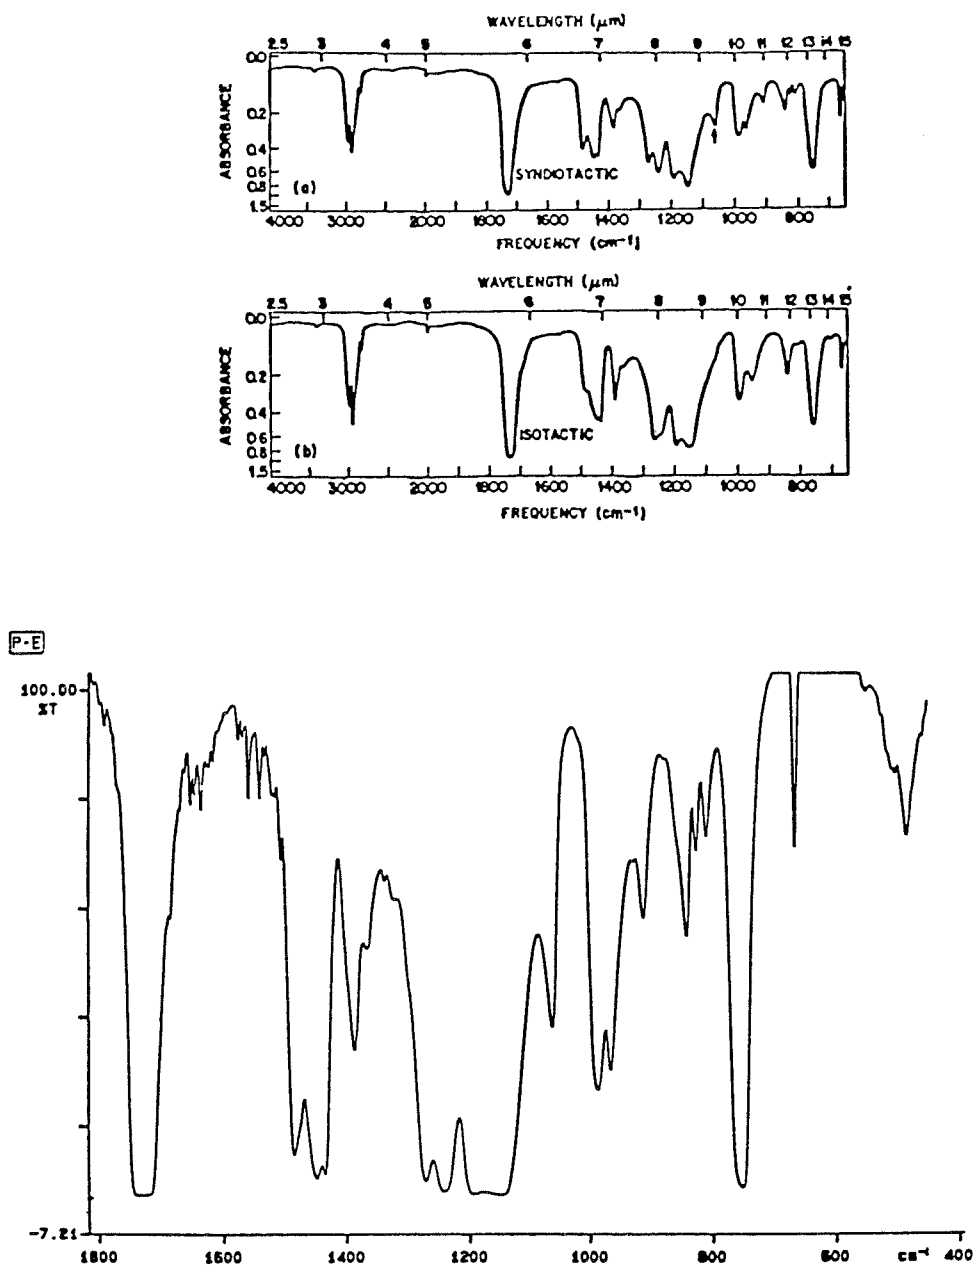 WAVELENGTH (μm)
2.5 3 4 5 6 7 8 9 10 11 12 13 14 15
ABSORBANCE
0.0
0.2
0.4
0.6
0.8
1.5
(a)
SYNDIOTACTIC
4000 3000 2000 1800 1600 1400 1200 1000 800
FREQUENCY (cm⁻¹)
WAVELENGTH (μm)
2.5 3 4 5 6 7 8 9 10 11 12 13 14 15
ABSORBANCE
0.0
0.2
0.4
0.6
0.8
1.5
(b)
ISOTACTIC
4000 3000 2000 1800 1600 1400 1200 1000 800
FREQUENCY (cm⁻¹)
P-E
100.00
%T
-7.21
1800 1600 1400 1200 1000 800 600 cm⁻¹ 400